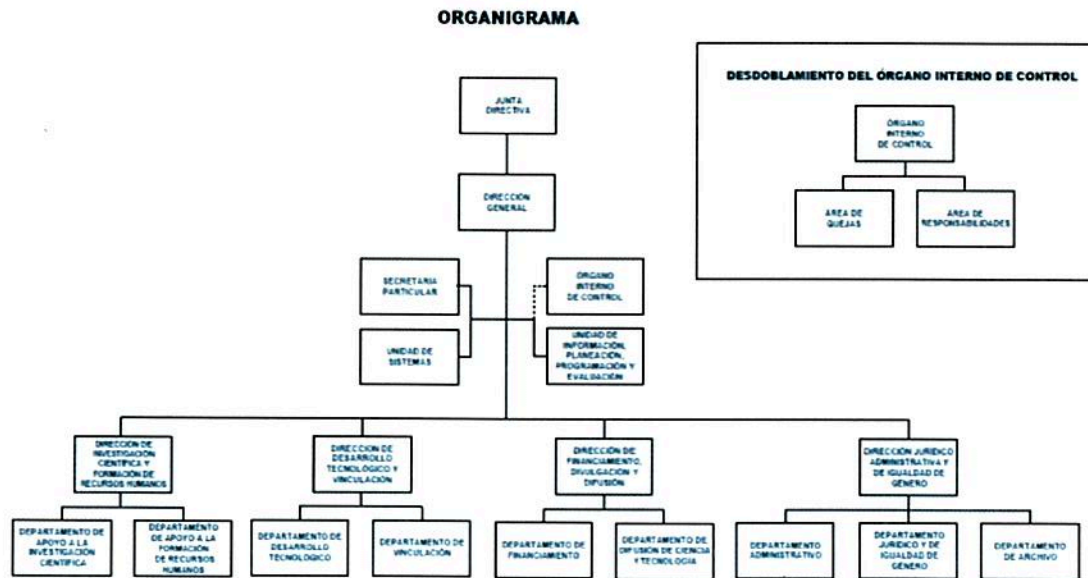 ORGANIGRAMA
DESDOBLAMIENTO DEL ÓRGANO INTERNO DE CONTROL
JUNTA
DIRECTIVA
ÓRGANO
INTERNO
DE CONTROL
ÁREA DE
QUEJAS
ÁREA DE
RESPONSABILIDADES
DIRECCIÓN
GENERAL
SECRETARIA
PARTICULAR
ÓRGANO
INTERNO
DE CONTROL
UNIDAD DE
SISTEMAS
UNIDAD DE
INFORMACIÓN,
PLANEACIÓN,
PROGRAMACIÓN Y
EVALUACIÓN
DIRECCIÓN DE
INVESTIGACIÓN
CIENTÍFICA Y
FORMACIÓN DE
RECURSOS HUMANOS
DIRECCIÓN DE
DESARROLLO
TECNOLÓGICO Y
VINCULACIÓN
DIRECCIÓN DE
FINANCIAMIENTO,
DIVULGACIÓN Y
DIFUSIÓN
DIRECCIÓN JURÍDICO
ADMINISTRATIVA Y
DE IGUALDAD DE
GÉNERO
DEPARTAMENTO DE
APOYO A LA
INVESTIGACIÓN
CIENTÍFICA
DEPARTAMENTO
DE APOYO A LA
FORMACIÓN
DE RECURSOS
HUMANOS
DEPARTAMENTO DE
DESARROLLO
TECNOLÓGICO
DEPARTAMENTO DE
VINCULACIÓN
DEPARTAMENTO DE
FINANCIAMIENTO
DEPARTAMENTO DE
DIFUSIÓN DE CIENCIA
Y TECNOLOGÍA
DEPARTAMENTO
ADMINISTRATIVO
DEPARTAMENTO
JURÍDICO Y DE
IGUALDAD DE
GÉNERO
DEPARTAMENTO
DE ARCHIVO